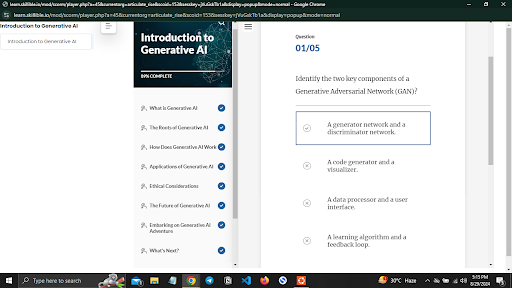 learn.skillible.io/mod/scorm/player.php?a=45&currentorg=articulate_rise&scoid=153&sesskey=jVuGskTb1a&display=popup&mode=normal - Google Chrome
learn.skillible.io/mod/scorm/player.php?a=45&currentorg=articulate_rise&scoid=153&sesskey=jVuGskTb1a&display=popup&mode=normal
Introduction to Generative AI
Introduction to Generative AI
Introduction to
Generative AI
89% COMPLETE
What is Generative AI
The Roots of Generative AI
How Does Generative AI Work
Applications of Generative AI
Ethical Considerations
The Future of Generative AI
Embarking on Generative AI
Adventure
What's Next?
Question
01/05
Identify the two key components of a
Generative Adversarial Network (GAN)?
A generator network and a
discriminator network.
A code generator and a
visualizer.
A data processor and a user
interface.
A learning algorithm and a
feedback loop.
Type here to search
30°C Haze
9:15 PM
8/29/2024